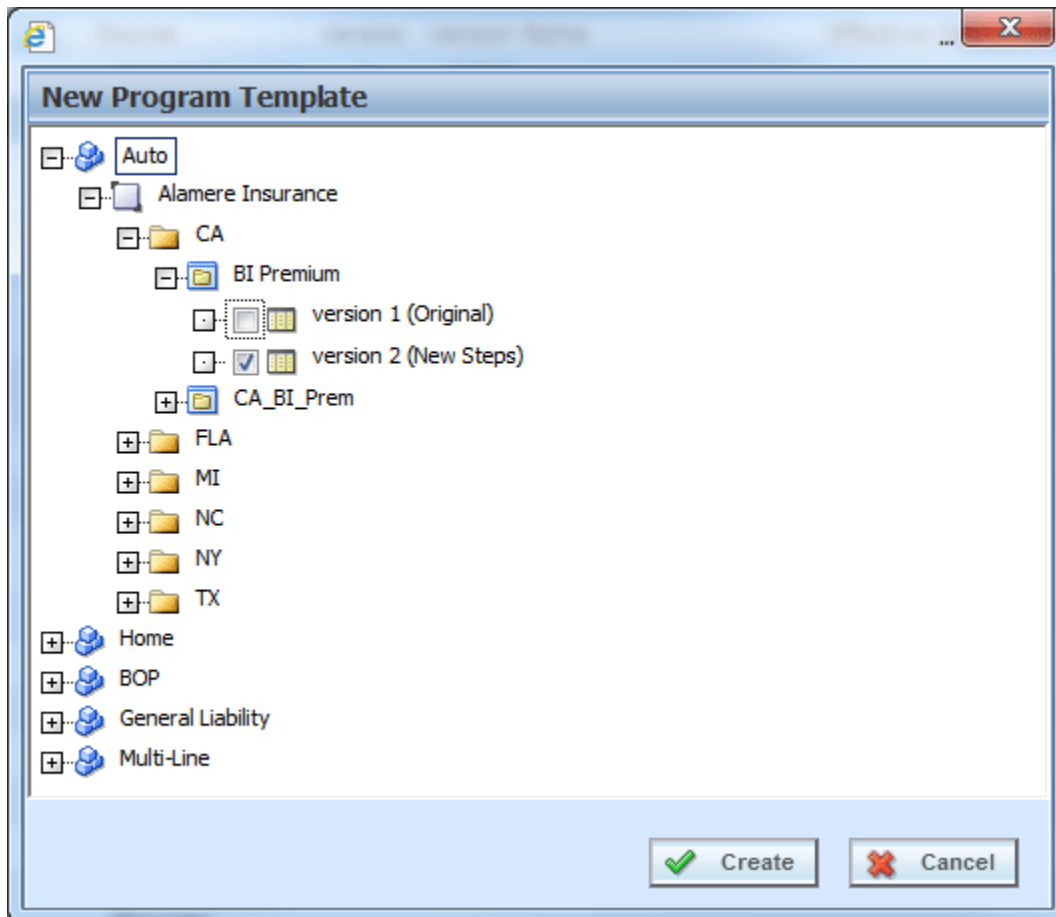 ...
New Program Template
Auto
Alamere Insurance
CA
BI Premium
version 1 (Original)
version 2 (New Steps)
CA_BI_Prem
FLA
MI
NC
NY
TX
Home
BOP
General Liability
Multi-Line
Create Cancel